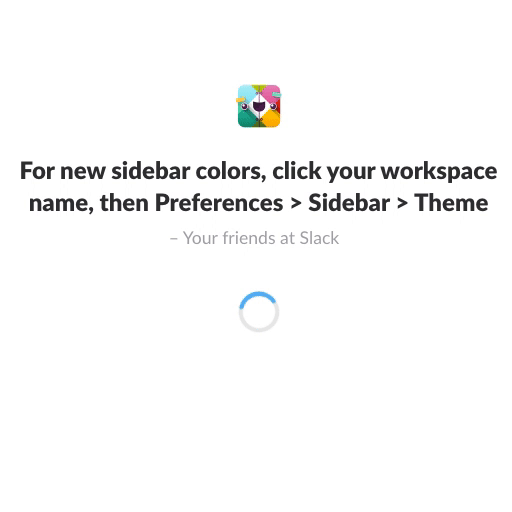 For new sidebar colors, click your workspace
name, then Preferences > Sidebar > Theme
– Your friends at Slack